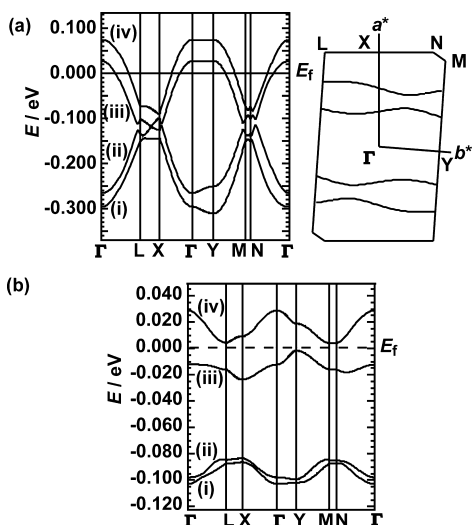 (a)
E / eV
0.100
0.000
-0.100
-0.200
-0.300
(iv)
(iii)
(ii)
(i)
E_f
Γ L X Γ Y M N Γ
L X a* N M
Γ b* Y
(b)
E / eV
0.040
0.020
0.000
-0.020
-0.040
-0.060
-0.080
-0.100
-0.120
(iv)
(iii)
(ii)
(i)
E_f
Γ L X Γ Y M N Γ